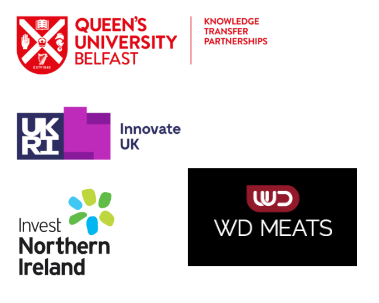 QUEEN'S
UNIVERSITY
BELFAST
KNOWLEDGE
TRANSFER
PARTNERSHIPS
UK
RI
Innovate
UK
Invest
Northern
Ireland
WD
WD MEATS